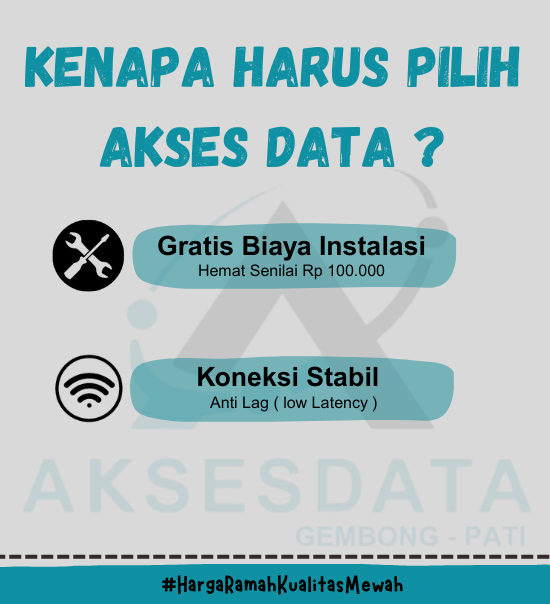 KENAPA HARUS PILIH
AKSES DATA ?
Gratis Biaya Instalasi
Hemat Senilai Rp 100.000
Koneksi Stabil
Anti Lag ( low Latency )
AKSESDATA
GEMBONG - PATI
#HargaRamahKualitasMewah